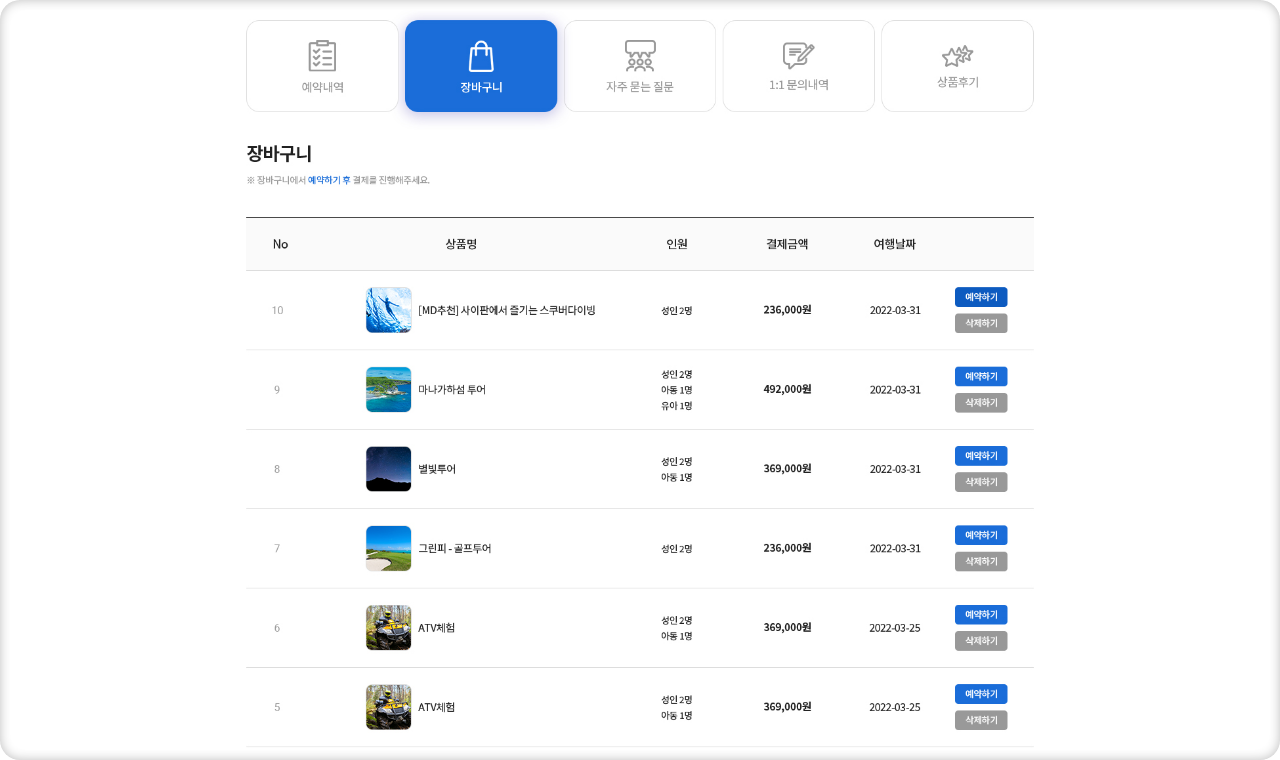 예약내역
장바구니
자주 묻는 질문
1:1 문의내역
상품후기
장바구니
※ 장바구니에서 예약하기 후 결제를 진행해주세요.
No 상품명 인원 결제금액 여행날짜
10 [MD추천] 사이판에서 즐기는 스쿠버다이빙 성인 2명 236,000원 2022-03-31 예약하기
삭제하기
성인 2명
9 마나가하섬 투어 아동 1명 492,000원 2022-03-31 예약하기
유아 1명 삭제하기
8 별빛투어 성인 2명 369,000원 2022-03-31 예약하기
아동 1명 삭제하기
7 그린피 - 골프투어 성인 2명 236,000원 2022-03-31 예약하기
삭제하기
6 ATV체험 성인 2명 369,000원 2022-03-25 예약하기
아동 1명 삭제하기
5 ATV체험 성인 2명 369,000원 2022-03-25 예약하기
아동 1명 삭제하기